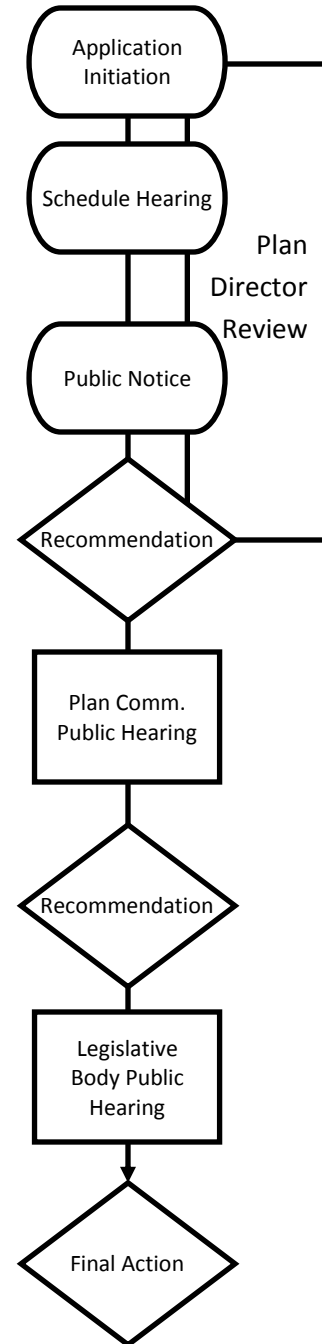 Application
Initiation
Schedule Hearing
Plan
Director
Review
Public Notice
Recommendation
Plan Comm.
Public Hearing
Recommendation
Legislative
Body Public
Hearing
Final Action